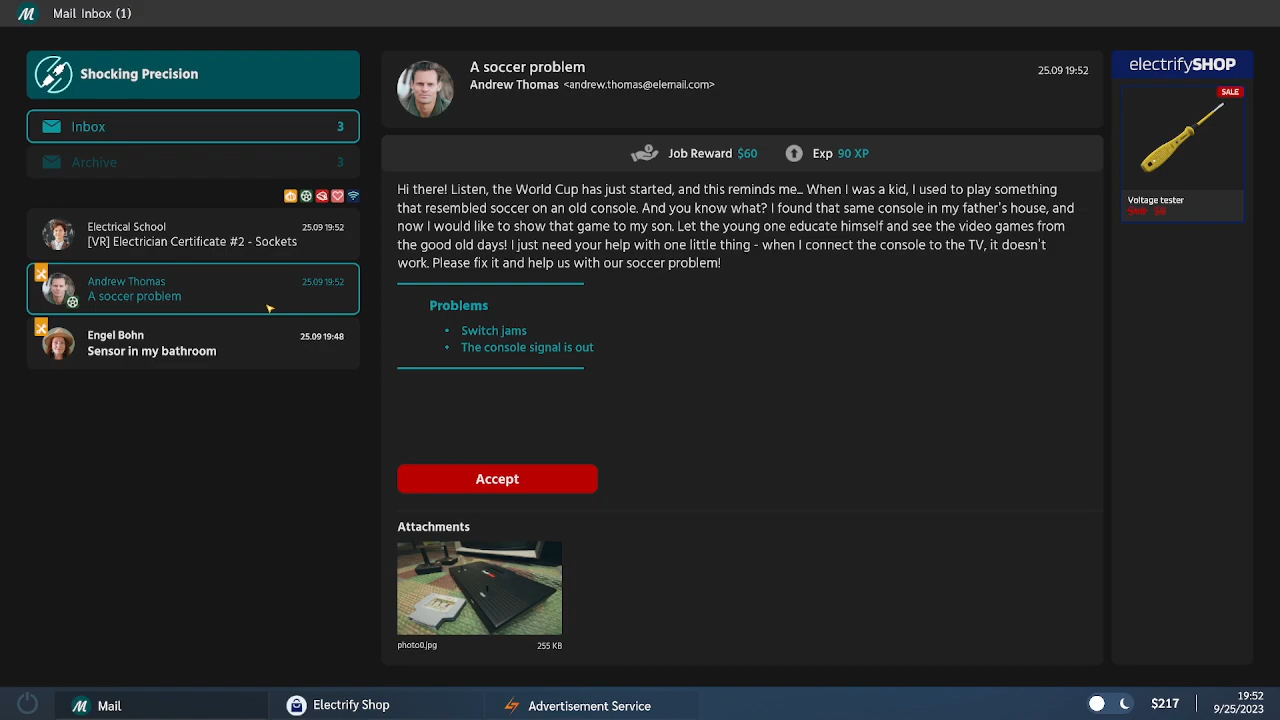 Mail Inbox (1)
Shocking Precision
Inbox 3
Archive 3
Electrical School 25.09 19:52
[VR] Electrician Certificate #2 - Sockets
Andrew Thomas 25.09 19:52
A soccer problem
Engel Bohn 25.09 19:48
Sensor in my bathroom
A soccer problem
Andrew Thomas <andrew.thomas@elemail.com>
25.09 19:52
Job Reward $60 Exp 90 XP
Hi there! Listen, the World Cup has just started, and this reminds me... When I was a kid, I used to play something
that resembled soccer on an old console. And you know what? I found that same console in my father's house, and
now I would like to show that game to my son. Let the young one educate himself and see the video games from
the good old days! I just need your help with one little thing - when I connect the console to the TV, it doesn't
work. Please fix it and help us with our soccer problem!
Problems
• Switch jams
• The console signal is out
Accept
Attachments
photo0.jpg 255 KB
electrifySHOP
SALE
Voltage tester
Mail
Electrify Shop
Advertisement Service
$217
19:52
9/25/2023